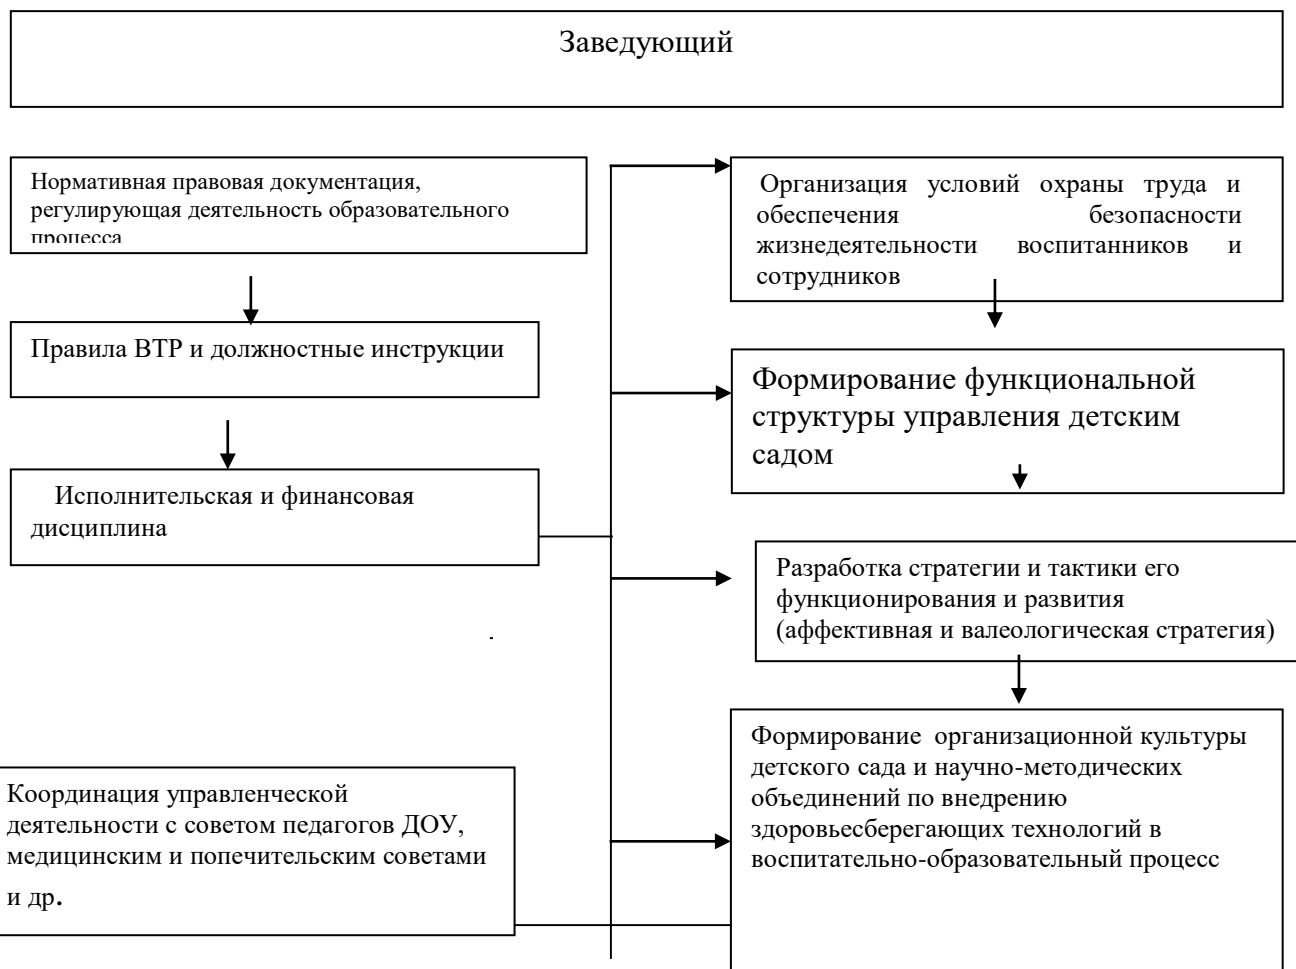 Заведующий
Нормативная правовая документация,
регулирующая деятельность образовательного
процесса
Правила ВТР и должностные инструкции
Исполнительская и финансовая
дисциплина
.
Координация управленческой
деятельности с советом педагогов ДОУ,
медицинским и попечительским советами
и др.
Организация условий охраны труда и
обеспечения безопасности
жизнедеятельности воспитанников и
сотрудников
Формирование функциональной
структуры управления детским
садом
Разработка стратегии и тактики его
функционирования и развития
(аффективная и валеологическая стратегия)
Формирование организационной культуры
детского сада и научно-методических
объединений по внедрению
здоровьесберегающих технологий в
воспитательно-образовательный процесс